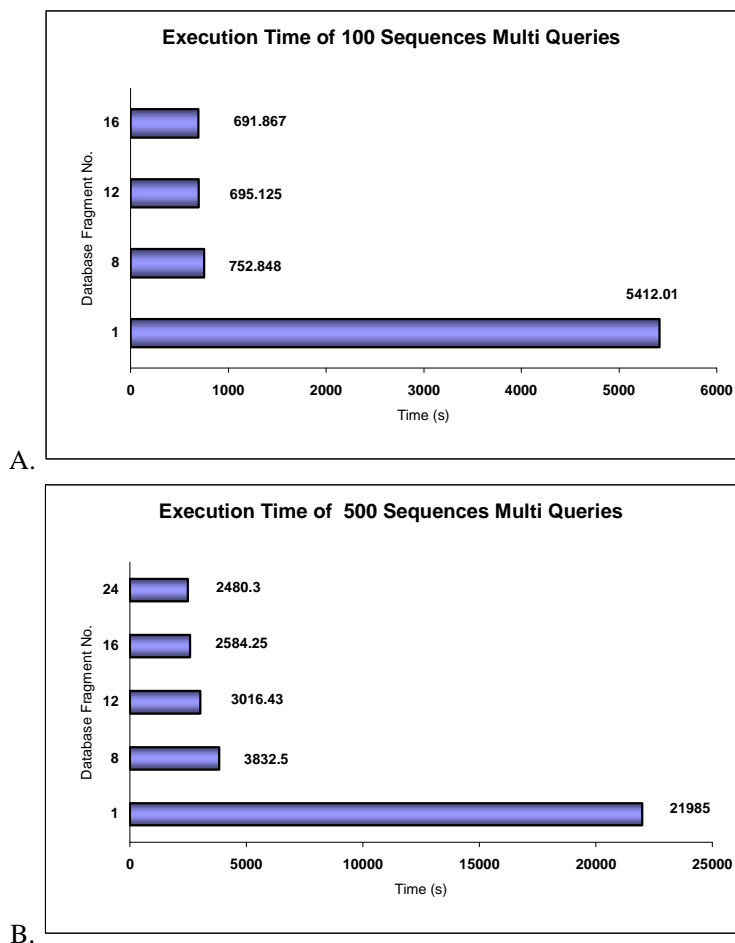 Execution Time of 100 Sequences Multi Queries
Database Fragment No.
16
691.867
12
695.125
8
752.848
5412.01
1
0 1000 2000 3000 4000 5000 6000
Time (s)
A.
Execution Time of 500 Sequences Multi Queries
Database Fragment No.
24
2480.3
16
2584.25
12
3016.43
8
3832.5
1
21985
0 5000 10000 15000 20000 25000
Time (s)
B.